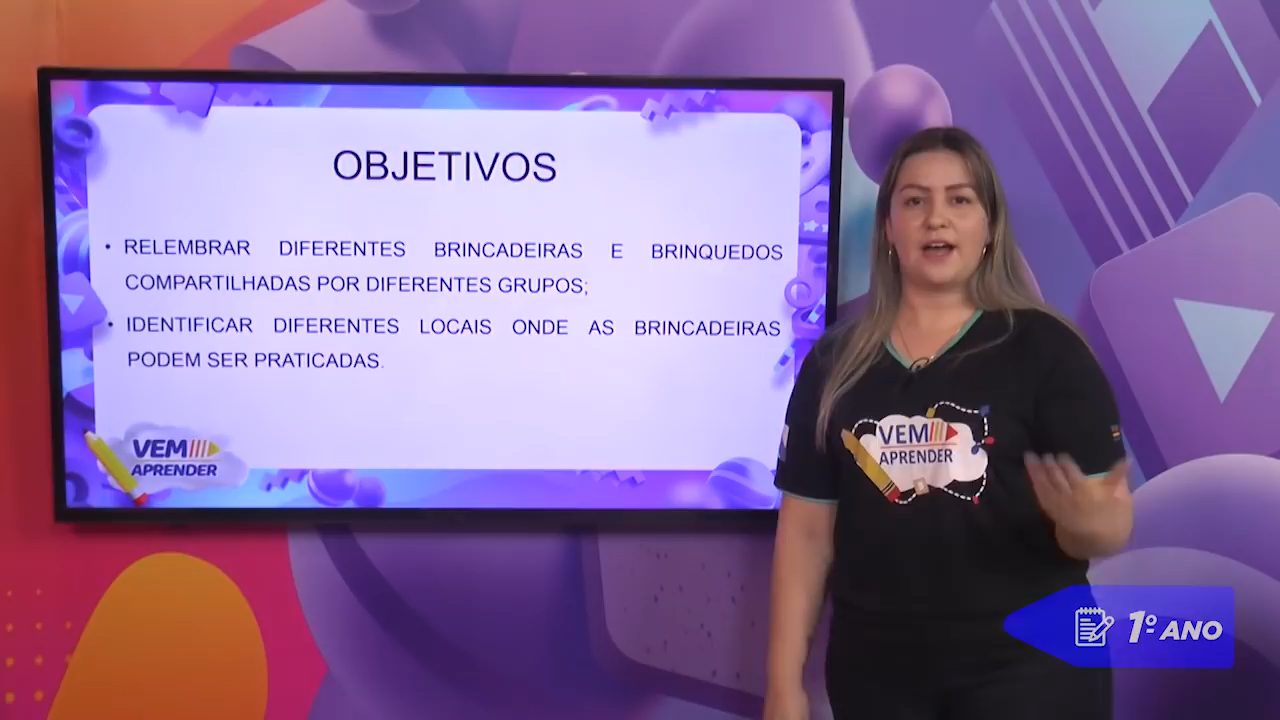 OBJETIVOS
• RELEMBRAR DIFERENTES BRINCADEIRAS E BRINQUEDOS
COMPARTILHADAS POR DIFERENTES GRUPOS;
• IDENTIFICAR DIFERENTES LOCAIS ONDE AS BRINCADEIRAS
PODEM SER PRATICADAS.
VEM
APRENDER
VEM
APRENDER
1º ANO